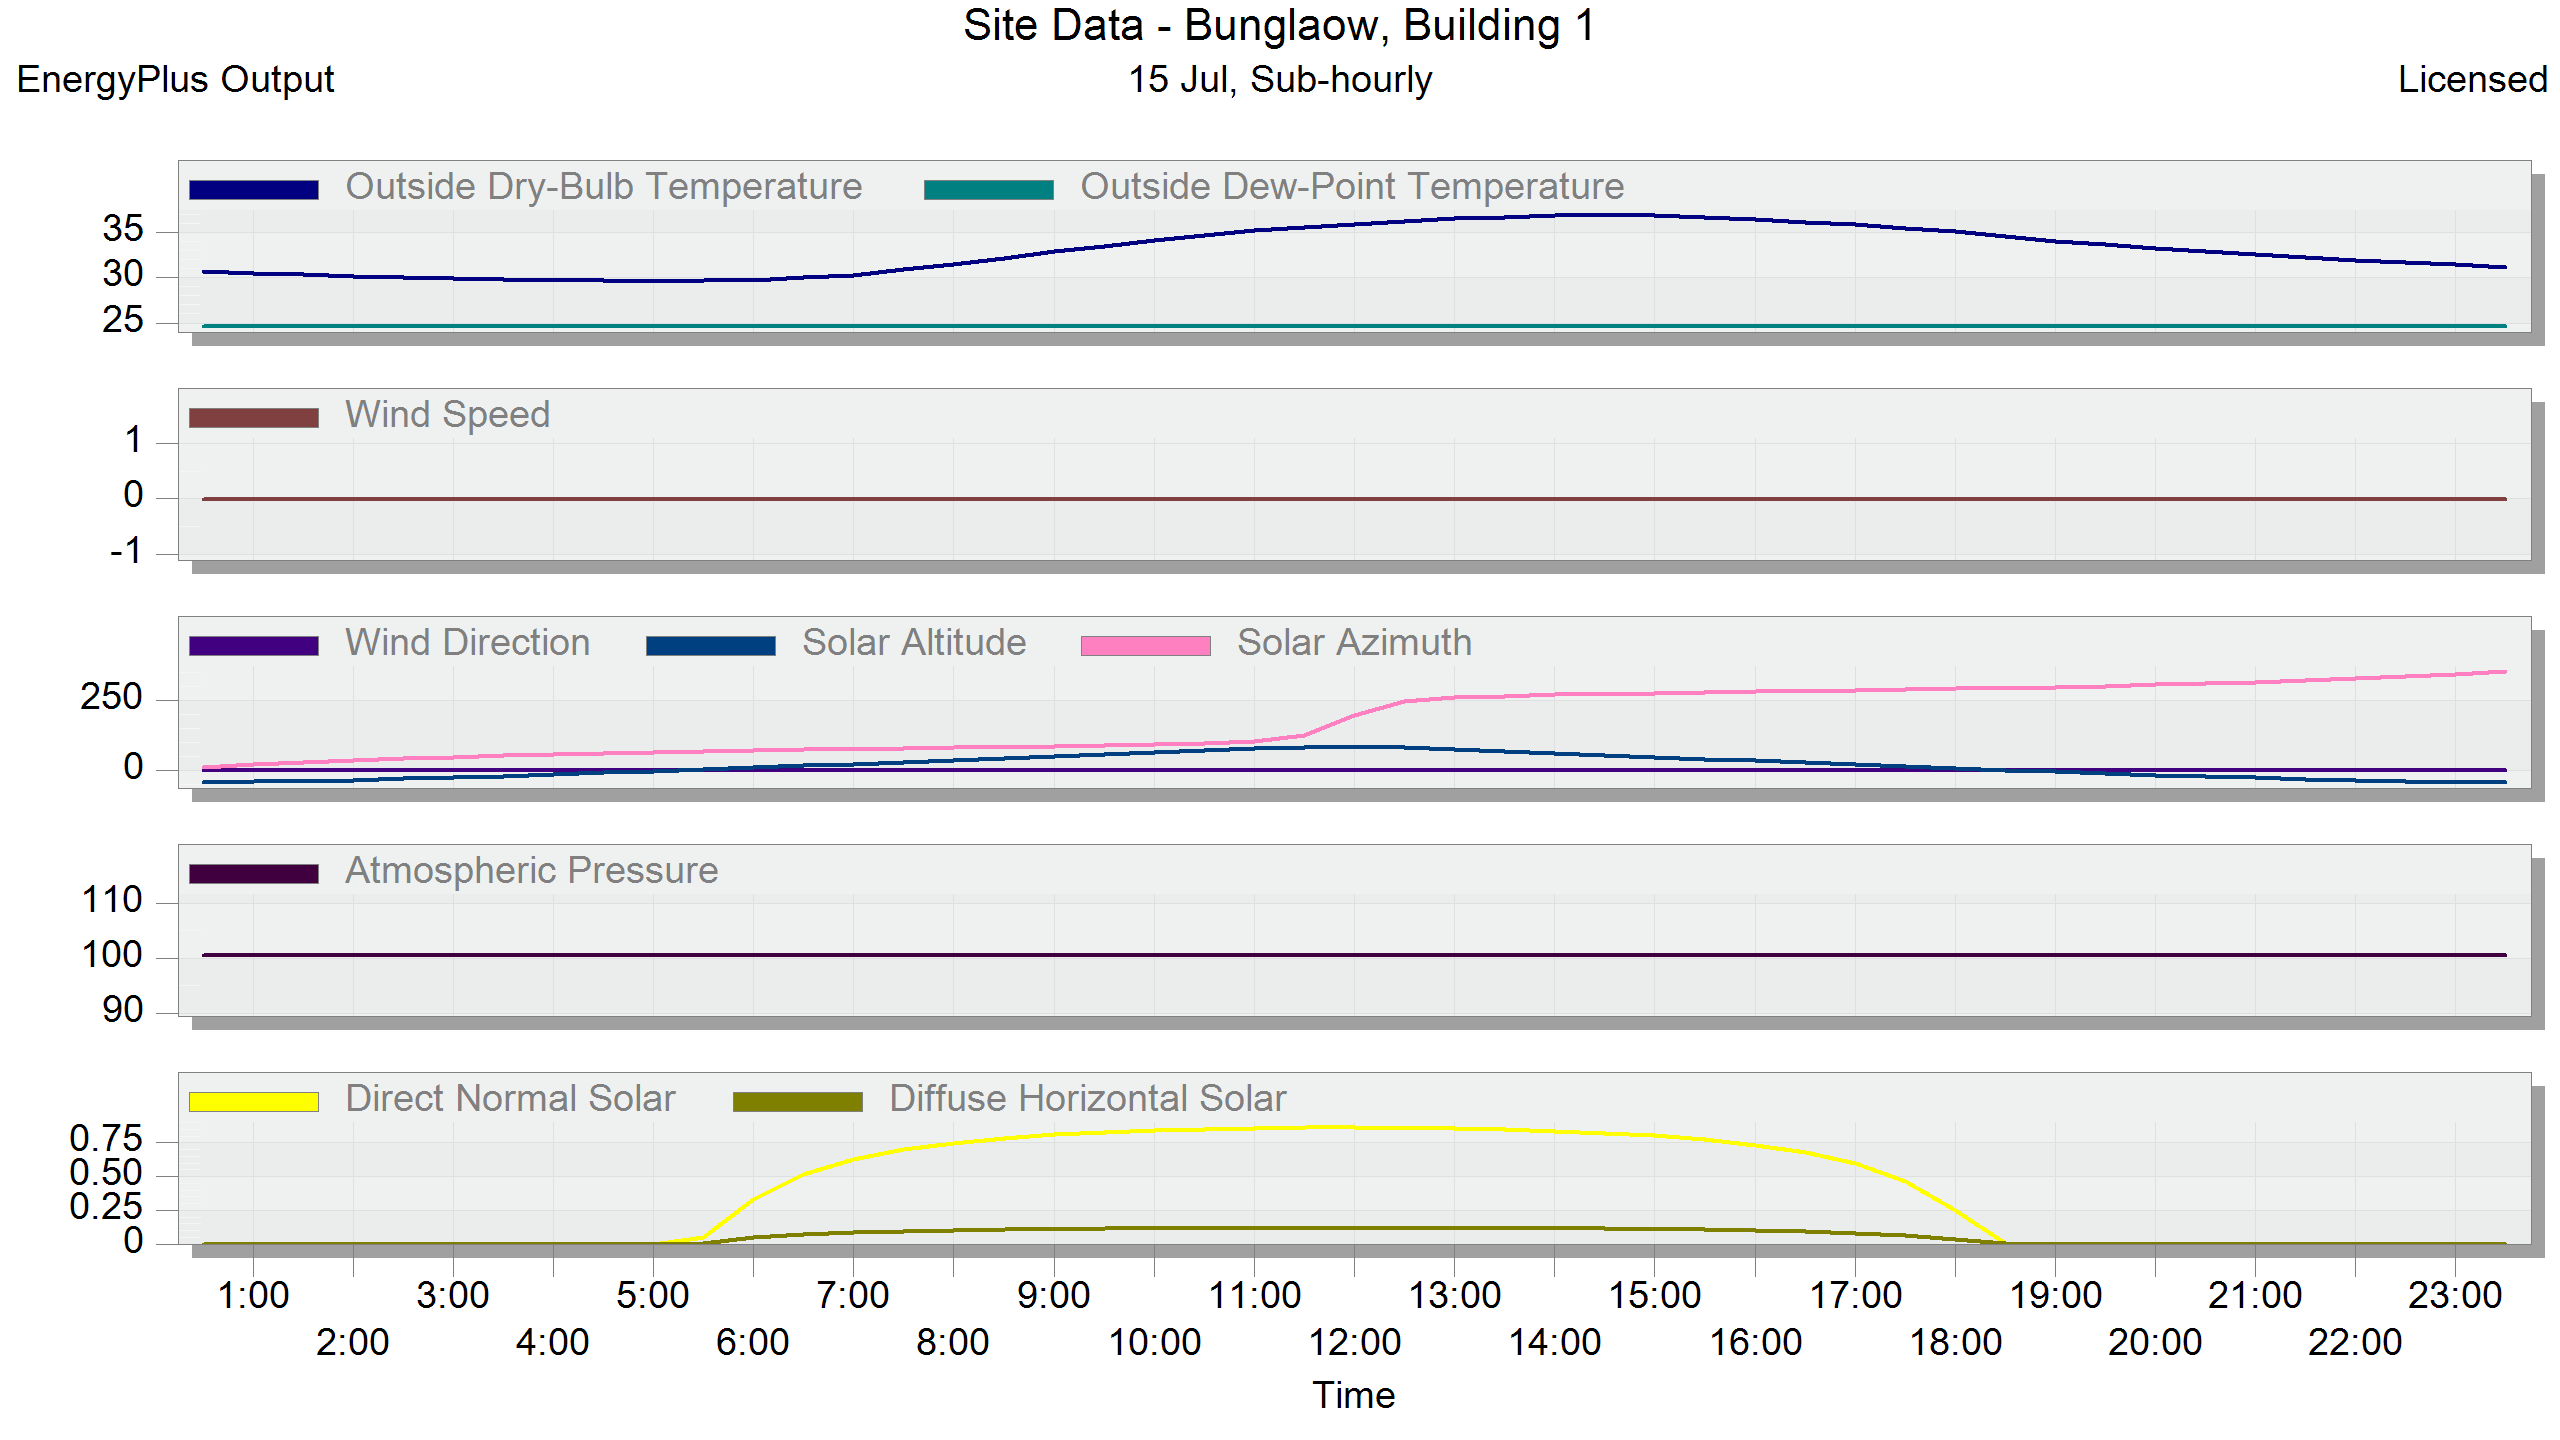 Site Data - Bunglaow, Building 1
EnergyPlus Output 15 Jul, Sub-hourly Licensed
Outside Dry-Bulb Temperature Outside Dew-Point Temperature
35
30
25
Wind Speed
1
0
-1
Wind Direction Solar Altitude Solar Azimuth
250
0
Atmospheric Pressure
110
100
90
Direct Normal Solar Diffuse Horizontal Solar
0.75
0.50
0.25
0
1:00 3:00 5:00 7:00 9:00 11:00 13:00 15:00 17:00 19:00 21:00 23:00
2:00 4:00 6:00 8:00 10:00 12:00 14:00 16:00 18:00 20:00 22:00
Time